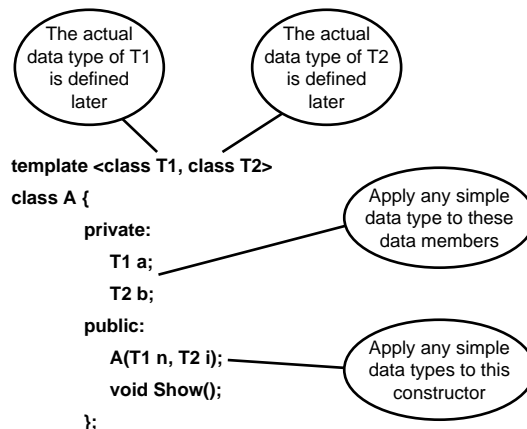 The actual
data type of T1
is defined
later
The actual
data type of T2
is defined
later
template <class T1, class T2>
class A {
private:
T1 a;
T2 b;
public:
A(T1 n, T2 i);
void Show();
};
Apply any simple
data type to these
data members
Apply any simple
data types to this
constructor